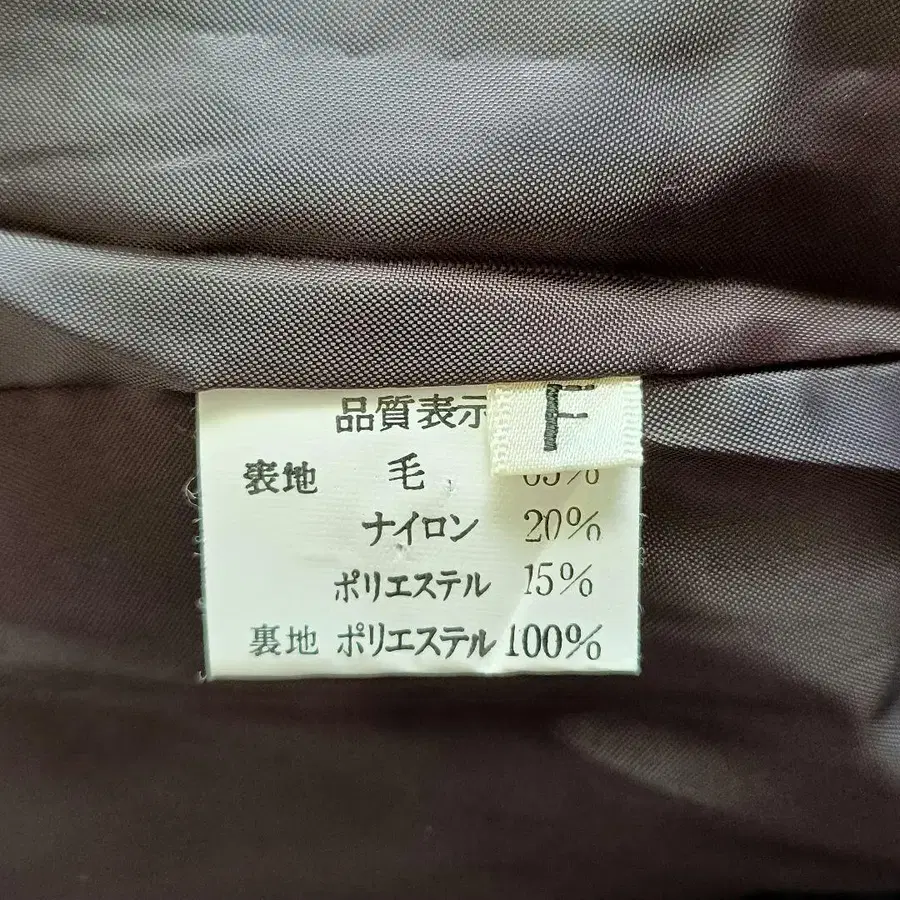 品質表示 F
表地 毛 65%
ナイロン 20%
ポリエステル 15%
裏地 ポリエステル 100%